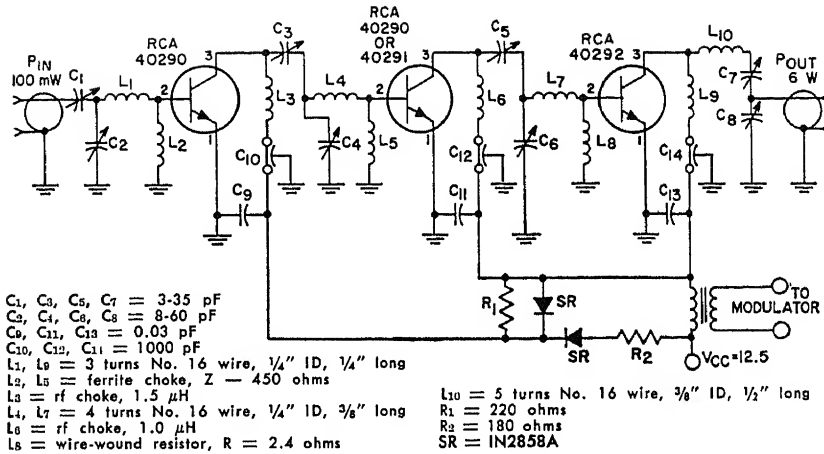 RCA
40290
RCA
40290
OR
40291
RCA
40292
PIN
100 mW
POUT
6 W
C1
L1
C2
L2
2
3
1
L3
C10
C9
C3
L4
C4
L5
2
3
1
L6
C12
C11
C5
L7
C6
L8
2
3
1
L9
C14
C13
L10
C7
C8
R1
SR
SR
R2
TO
MODULATOR
VCC=12.5
C1, C3, C5, C7 = 3-35 pF
C2, C4, C6, C8 = 8-60 pF
C9, C11, C13 = 0.03 pF
C10, C12, C11 = 1000 pF
L1, L9 = 3 turns No. 16 wire, 1/4" ID, 1/4" long
L2, L5 = ferrite choke, Z — 450 ohms
L3 = rf choke, 1.5 μH
L4, L7 = 4 turns No. 16 wire, 1/4" ID, 3/8" long
L6 = rf choke, 1.0 μH
L8 = wire-wound resistor, R = 2.4 ohms
L10 = 5 turns No. 16 wire, 3/8" ID, 1/2" long
R1 = 220 ohms
R2 = 180 ohms
SR = IN2858A